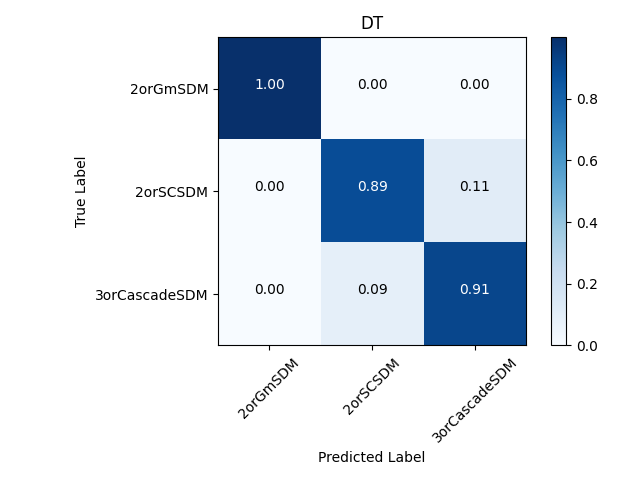 DT
2orGmSDM 1.00 0.00 0.00
2orSCSDM 0.00 0.89 0.11
3orCascadeSDM 0.00 0.09 0.91
True Label
2orGmSDM 2orSCSDM 3orCascadeSDM
Predicted Label
0.8
0.6
0.4
0.2
0.0